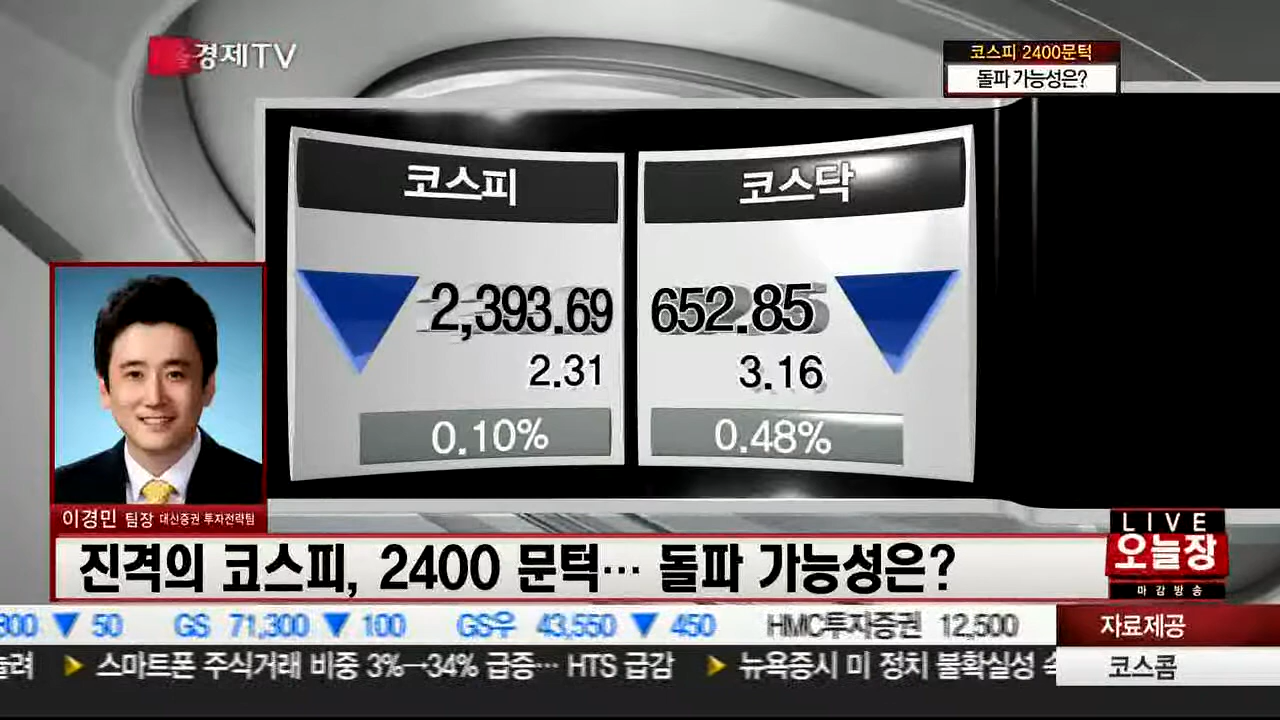 경제TV
코스피 2400문턱
돌파 가능성은?
코스피
2,393.69
2.31
0.10%
코스닥
652.85
3.16
0.48%
이경민 팀장 대신증권 투자전략팀
진격의 코스피, 2400 문턱… 돌파 가능성은?
LIVE
오늘장
마감방송
300 ▼ 50 GS 71,300 ▼ 100 GS우 43,550 ▼ 450 HMC투자증권 12,500
자료제공
▶ 스마트폰 주식거래 비중 3%→34% 급증… HTS 급감 ▶ 뉴욕증시 미 정치 불확실성
코스콤